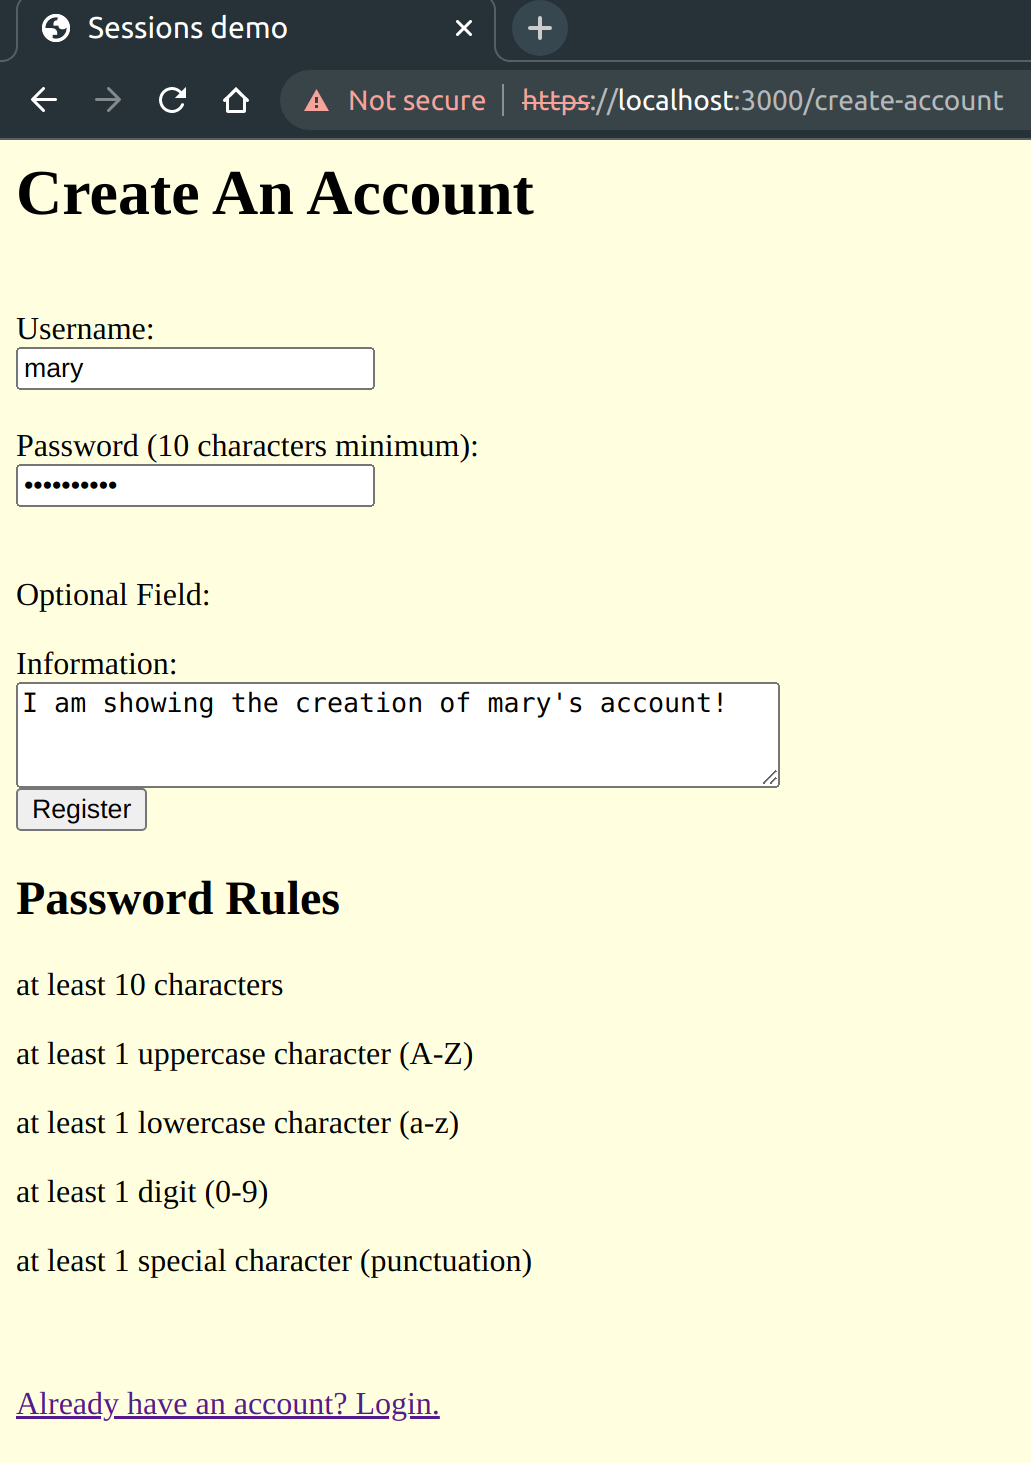 Sessions demo
Not secure https://localhost:3000/create-account
Create An Account
Username:
mary
Password (10 characters minimum):
••••••••••
Optional Field:
Information:
I am showing the creation of mary's account!
Register
Password Rules
at least 10 characters
at least 1 uppercase character (A-Z)
at least 1 lowercase character (a-z)
at least 1 digit (0-9)
at least 1 special character (punctuation)
Already have an account? Login.